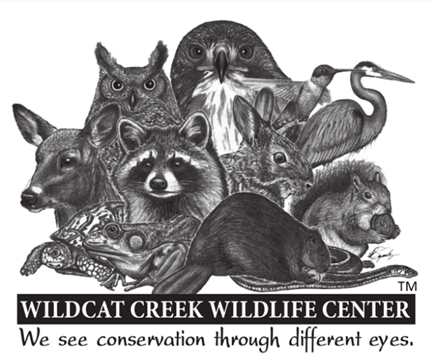 TM
WILDCAT CREEK WILDLIFE CENTER
We see conservation through different eyes.